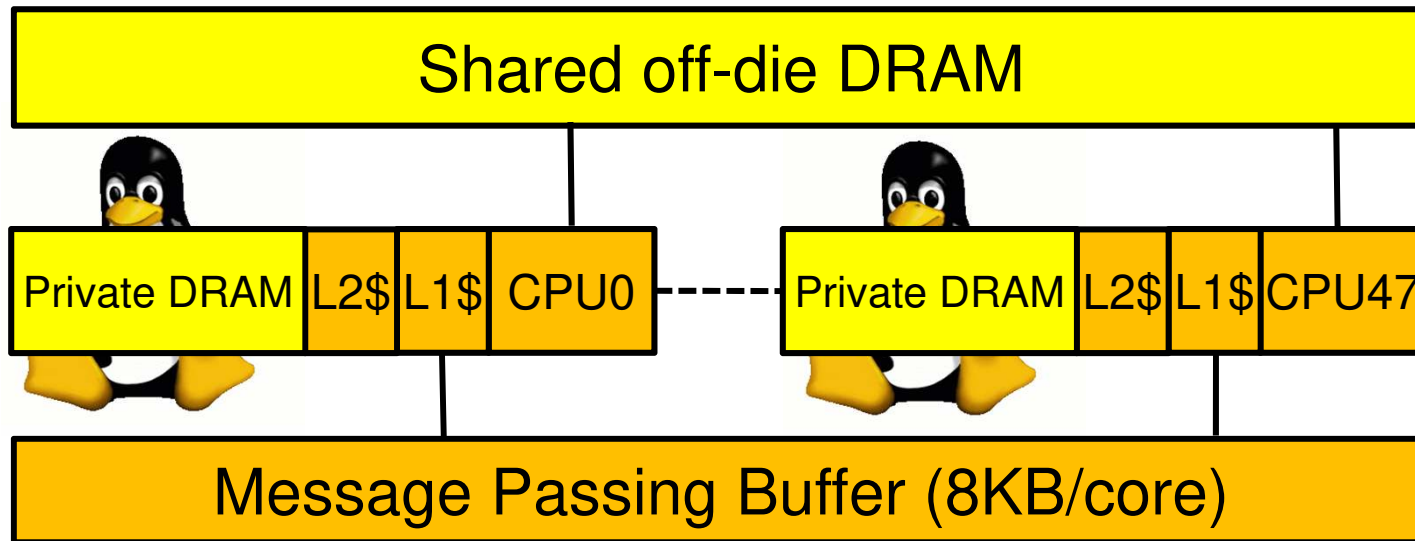 Shared off-die DRAM
Private DRAM L2$ L1$ CPU0 Private DRAM L2$ L1$ CPU47
Message Passing Buffer (8KB/core)